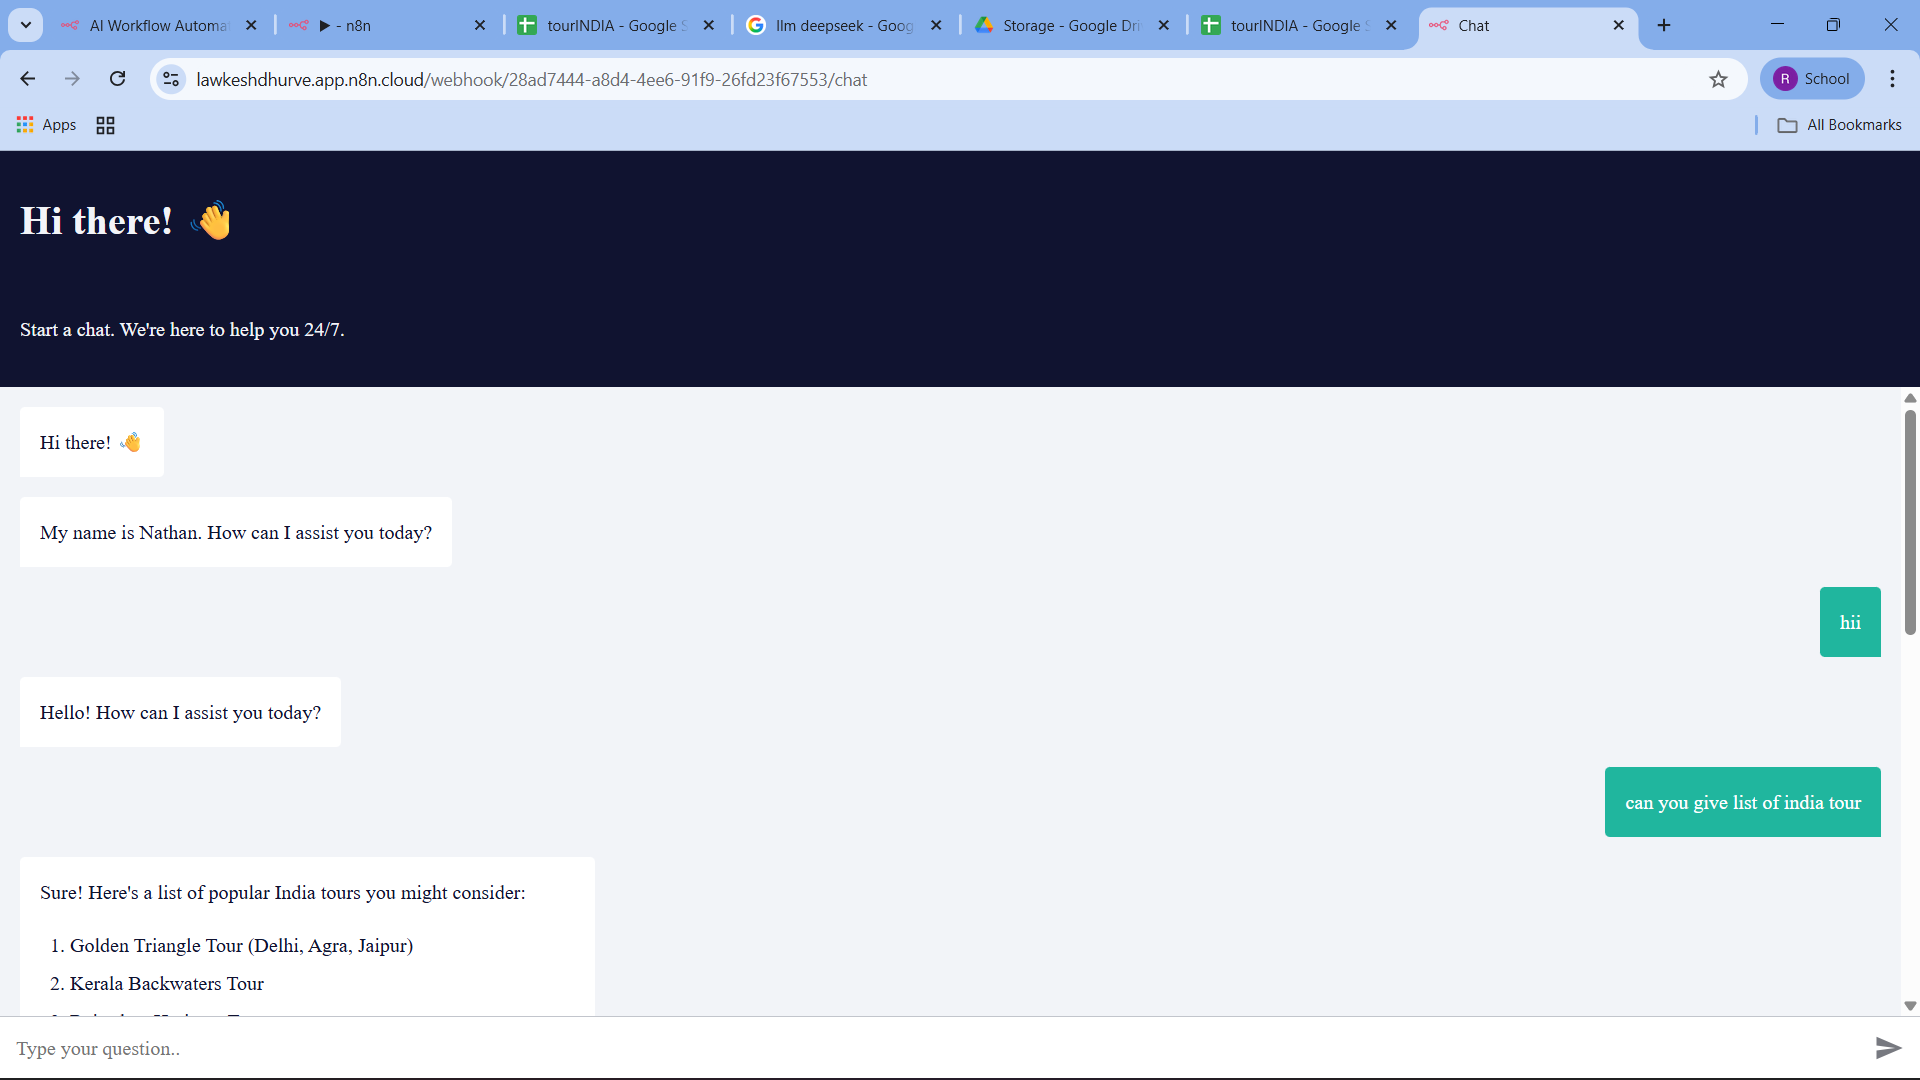 AI Workflow Automa
▶ - n8n
tourINDIA - Google S
llm deepseek - Goog
Storage - Google Dri
tourINDIA - Google S
Chat
lawkeshdhurve.app.n8n.cloud/webhook/28ad7444-a8d4-4ee6-91f9-26fd23f67553/chat
R School
Apps
All Bookmarks
Hi there! 👋
Start a chat. We're here to help you 24/7.
Hi there! 👋
My name is Nathan. How can I assist you today?
hii
Hello! How can I assist you today?
can you give list of india tour
Sure! Here's a list of popular India tours you might consider:
1. Golden Triangle Tour (Delhi, Agra, Jaipur)
2. Kerala Backwaters Tour
Type your question..